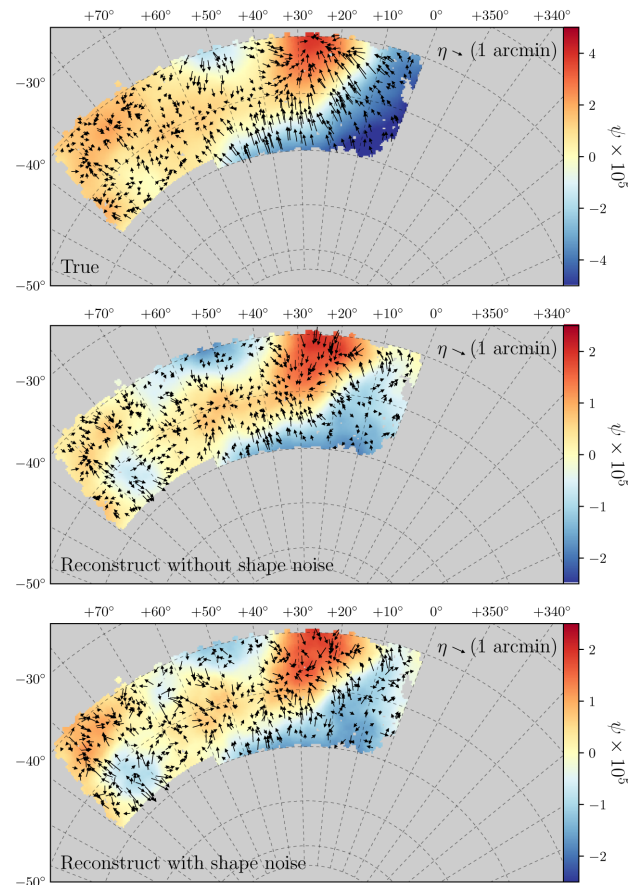 +70° +60° +50° +40° +30° +20° +10° 0° +350° +340°
η ↘ (1 arcmin)
−30°
−40°
−50°
True
4
2
0
−2
−4
ψ × 10⁵
+70° +60° +50° +40° +30° +20° +10° 0° +350° +340°
η ↘ (1 arcmin)
−30°
−40°
−50°
Reconstruct without shape noise
2
1
0
−1
−2
ψ × 10⁵
+70° +60° +50° +40° +30° +20° +10° 0° +350° +340°
η ↘ (1 arcmin)
−30°
−40°
−50°
Reconstruct with shape noise
2
1
0
−1
−2
ψ × 10⁵